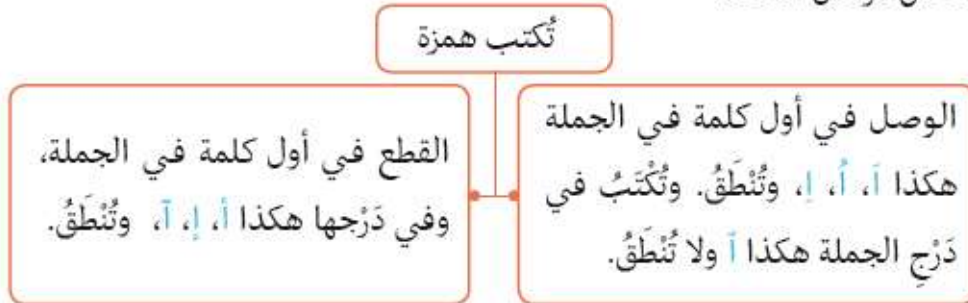 تُكتب همزة
الوصل في أول كلمة في الجملة
هكذا اَ، اُ، اِ، وتُنْطَقُ. وتُكْتَبُ في
دَرْجِ الجملة هكذا ٱ ولا تُنْطَقُ.
القطع في أول كلمة في الجملة،
وفي دَرْجها هكذا أ، إ، آ، وتُنْطَقُ.